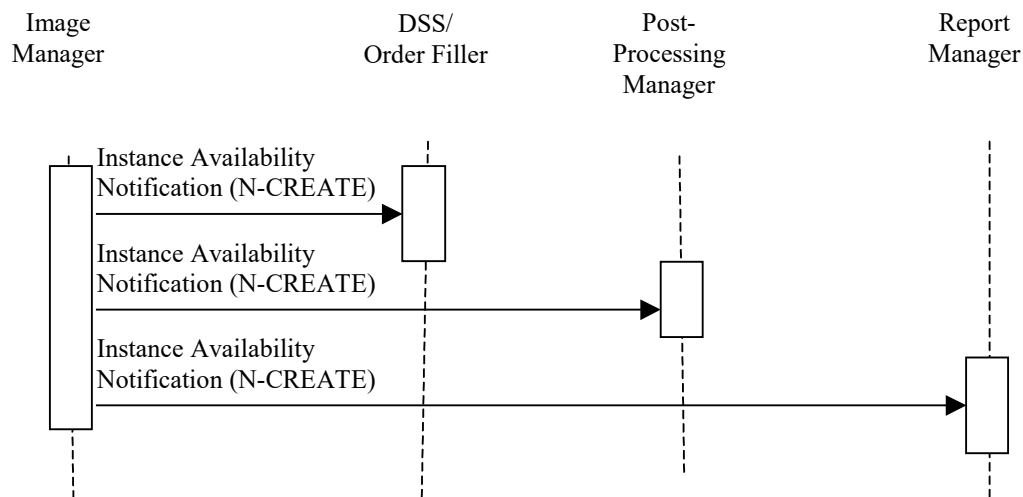 Image
Manager
DSS/
Order Filler
Post-
Processing
Manager
Report
Manager
Instance Availability
Notification (N-CREATE)
Instance Availability
Notification (N-CREATE)
Instance Availability
Notification (N-CREATE)